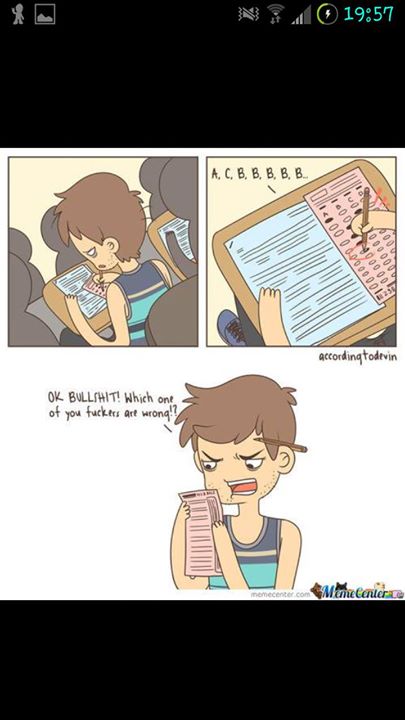 19:57
A, C, B, B, B, B, B...
accordingtodevin
OK BULLSHIT! Which one
of you fuckers are wrong!?
memecenter.com
MemeCenter